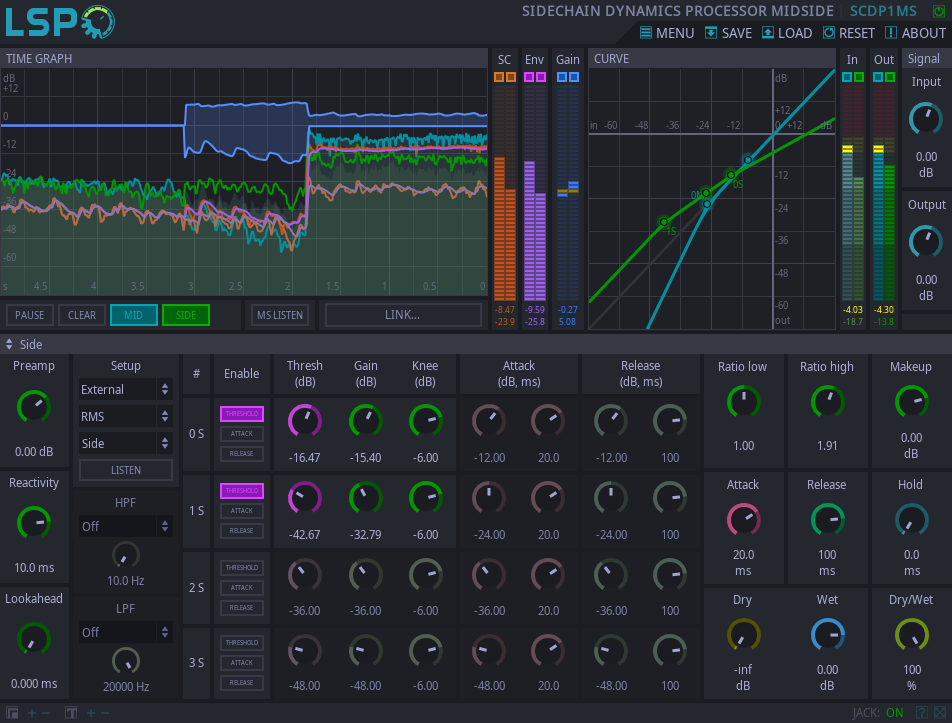 LSP
SIDECHAIN DYNAMICS PROCESSOR MIDSIDE SCDP1MS
MENU SAVE LOAD RESET ABOUT
TIME GRAPH
dB
+12
0
-12
-24
-36
-48
-60
s 4.5 4 3.5 3 2.5 2 1.5 1 0.5 0
PAUSE CLEAR MID SIDE MS LISTEN LINK...
SC Env Gain
-8.47 -9.59 -0.27
-23.9 -25.8 5.08
CURVE
dB
+12
in -60 -48 -36 -24 -12 0 +12 dB
-12
-24
-36
-48
-60
out
0S
1S
In Out
-4.03 -4.30
-18.7 -13.8
Signal
Input
0.00
dB
Output
0.00
dB
Side
Preamp
0.00 dB
Reactivity
10.0 ms
Lookahead
0.000 ms
Setup
External
RMS
Side
LISTEN
HPF
Off
10.0 Hz
LPF
Off
20000 Hz
# Enable Thresh (dB) Gain (dB) Knee (dB) Attack (dB, ms) Release (dB, ms)
0 S
THRESHOLD
ATTACK
RELEASE
-16.47 -15.40 -6.00 -12.00 20.0 -12.00 100
1 S
THRESHOLD
ATTACK
RELEASE
-42.67 -32.79 -6.00 -24.00 20.0 -24.00 100
2 S
THRESHOLD
ATTACK
RELEASE
-36.00 -36.00 -6.00 -36.00 20.0 -36.00 100
3 S
THRESHOLD
ATTACK
RELEASE
-48.00 -48.00 -6.00 -48.00 20.0 -48.00 100
Ratio low Ratio high Makeup
1.00 1.91 0.00
dB
Attack Release Hold
20.0 100 0.0
ms ms ms
Dry Wet Dry/Wet
-inf 0.00 100
dB dB %
JACK: ON